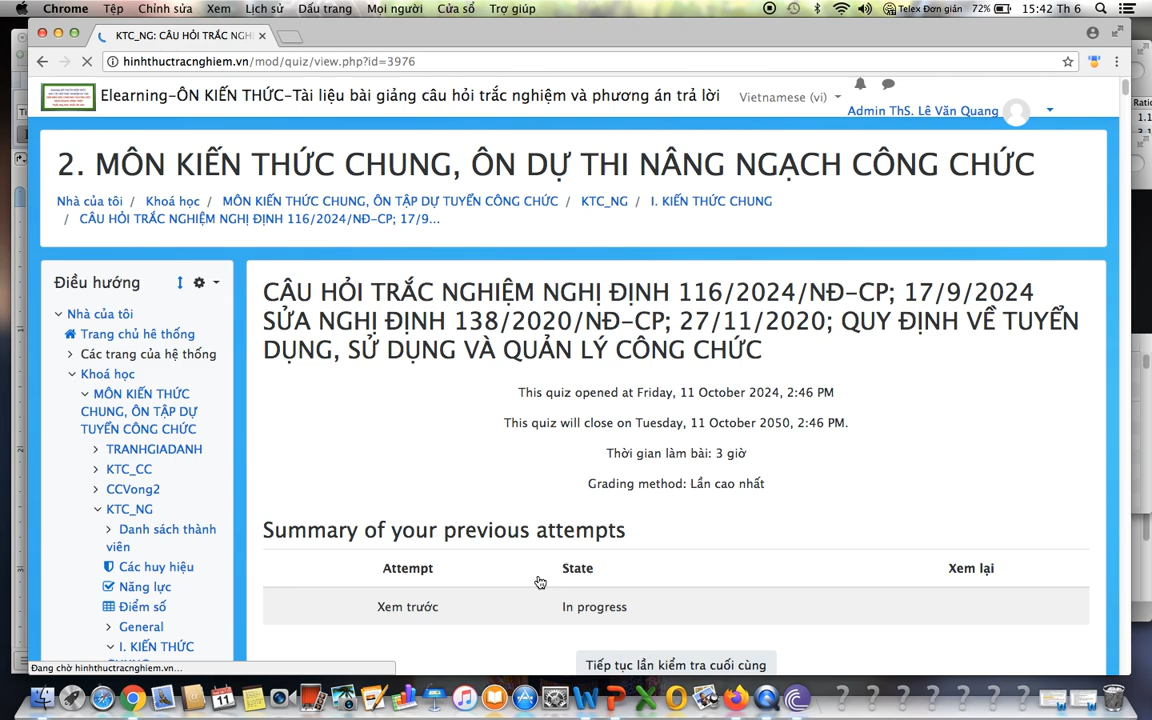 Chrome Tệp Chỉnh sửa Xem Lịch sử Dấu trang Mọi người Cửa sổ Trợ giúp Telex Đơn giản 72% 15:42 Th 6
KTC_NG: CÂU HỎI TRẮC NGHI
hinhthuctracnghiem.vn/mod/quiz/view.php?id=3976
Elearning-ÔN KIẾN THỨC-Tài liệu bài giảng câu hỏi trắc nghiệm và phương án trả lời
Vietnamese (vi)
Admin ThS. Lê Văn Quang
2. MÔN KIẾN THỨC CHUNG, ÔN DỰ THI NÂNG NGẠCH CÔNG CHỨC
Nhà của tôi / Khoá học / MÔN KIẾN THỨC CHUNG, ÔN TẬP DỰ TUYỂN CÔNG CHỨC / KTC_NG / I. KIẾN THỨC CHUNG
/ CÂU HỎI TRẮC NGHIỆM NGHỊ ĐỊNH 116/2024/NĐ-CP; 17/9...
Điều hướng
Nhà của tôi
Trang chủ hệ thống
Các trang của hệ thống
Khoá học
MÔN KIẾN THỨC
CHUNG, ÔN TẬP DỰ
TUYỂN CÔNG CHỨC
TRANHGIADANH
KTC_CC
CCVong2
KTC_NG
Danh sách thành
viên
Các huy hiệu
Năng lực
Điểm số
General
I. KIẾN THỨC
CÂU HỎI TRẮC NGHIỆM NGHỊ ĐỊNH 116/2024/NĐ-CP; 17/9/2024
SỬA NGHỊ ĐỊNH 138/2020/NĐ-CP; 27/11/2020; QUY ĐỊNH VỀ TUYỂN
DỤNG, SỬ DỤNG VÀ QUẢN LÝ CÔNG CHỨC
This quiz opened at Friday, 11 October 2024, 2:46 PM
This quiz will close on Tuesday, 11 October 2050, 2:46 PM.
Thời gian làm bài: 3 giờ
Grading method: Lần cao nhất
Summary of your previous attempts
Attempt State Xem lại
Xem trước In progress
Tiếp tục lần kiểm tra cuối cùng
Đang chờ hinhthuctracnghiem.vn...